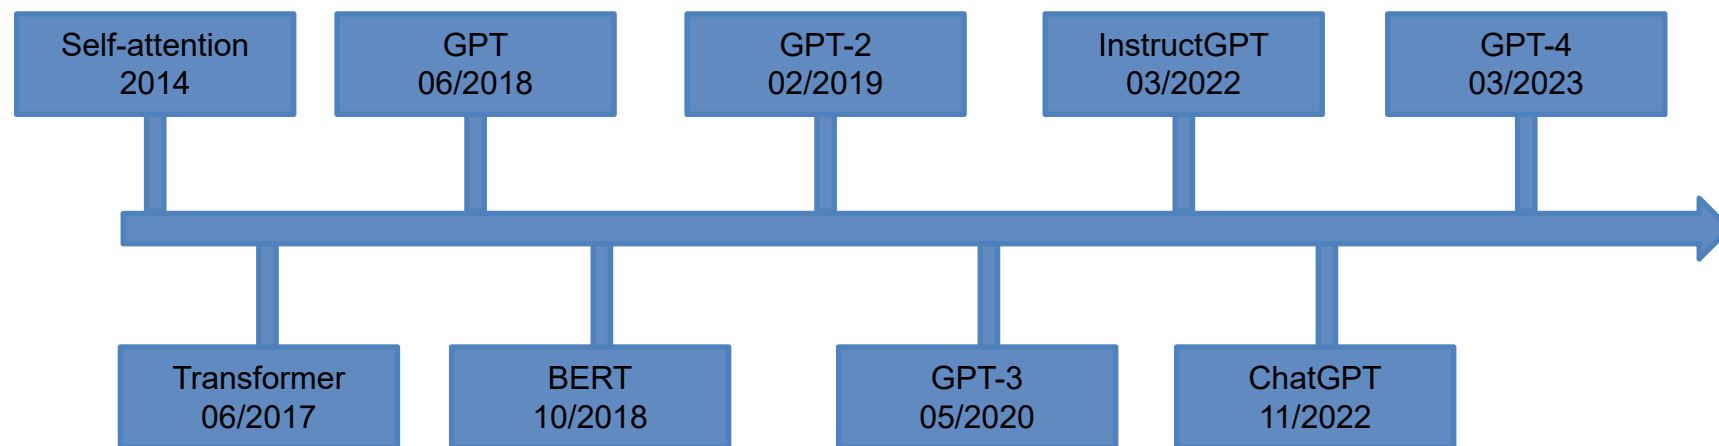 Self-attention
2014
GPT
06/2018
GPT-2
02/2019
InstructGPT
03/2022
GPT-4
03/2023
Transformer
06/2017
BERT
10/2018
GPT-3
05/2020
ChatGPT
11/2022